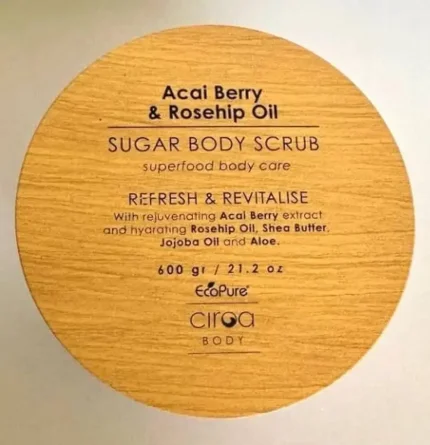 Acai Berry
& Rosehip Oil
SUGAR BODY SCRUB
superfood body care
REFRESH & REVITALISE
With rejuvenating Acai Berry extract
and hydrating Rosehip Oil, Shea Butter,
Jojoba Oil and Aloe.
600 gr / 21.2 oz
EcoPure
ciroa
BODY